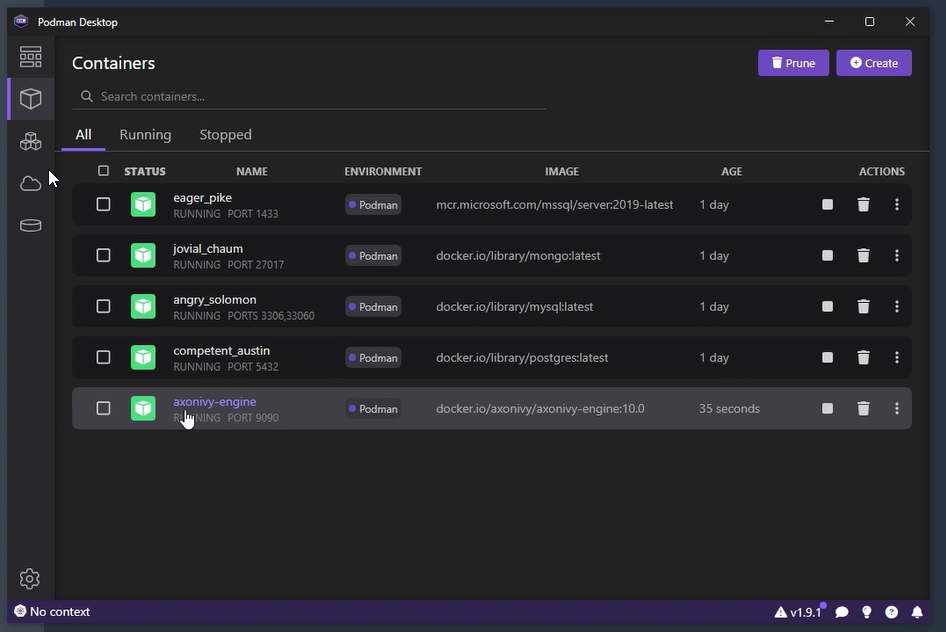 Podman Desktop
Containers
Prune
Create
Search containers...
All Running Stopped
STATUS NAME ENVIRONMENT IMAGE AGE ACTIONS
eager_pike
RUNNING PORT 1433
Podman
mcr.microsoft.com/mssql/server:2019-latest
1 day
jovial_chaum
RUNNING PORT 27017
Podman
docker.io/library/mongo:latest
1 day
angry_solomon
RUNNING PORTS 3306,33060
Podman
docker.io/library/mysql:latest
1 day
competent_austin
RUNNING PORT 5432
Podman
docker.io/library/postgres:latest
1 day
axonivy-engine
RUNNING PORT 9090
Podman
docker.io/axonivy/axonivy-engine:10.0
35 seconds
No context
v1.9.1